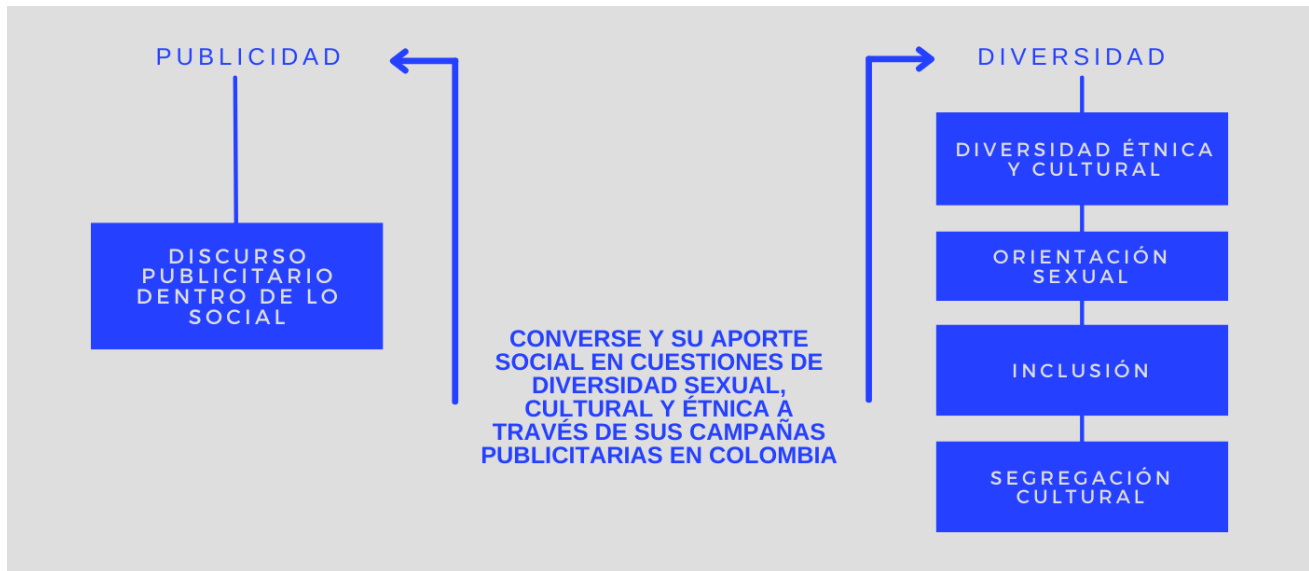 PUBLICIDAD
DISCURSO
PUBLICITARIO
DENTRO DE LO
SOCIAL
CONVERSE Y SU APORTE
SOCIAL EN CUESTIONES DE
DIVERSIDAD SEXUAL,
CULTURAL Y ÉTNICA A
TRAVÉS DE SUS CAMPAÑAS
PUBLICITARIAS EN COLOMBIA
DIVERSIDAD
DIVERSIDAD ÉTNICA
Y CULTURAL
ORIENTACIÓN
SEXUAL
INCLUSIÓN
SEGREGACIÓN
CULTURAL